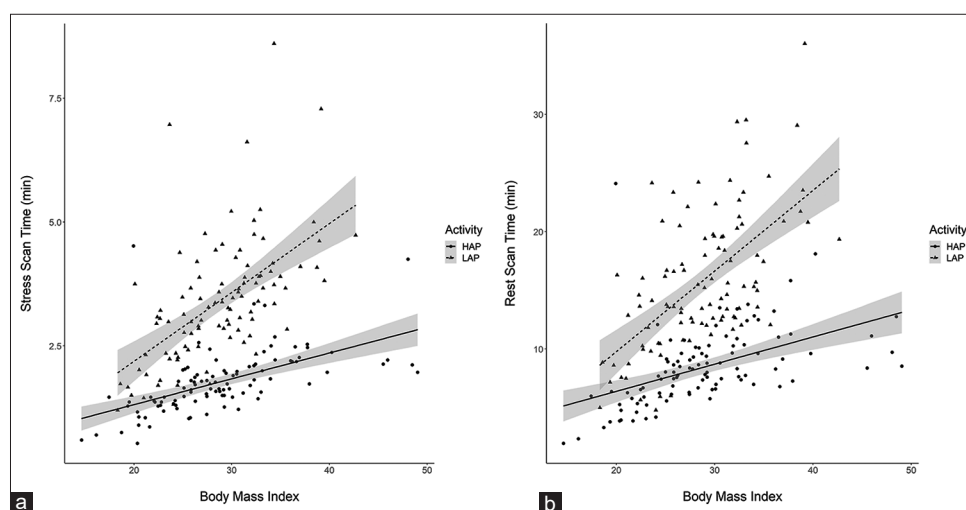 Stress Scan Time (min)
7.5
5.0
2.5
20
30
40
50
Body Mass Index
Activity
HAP
LAP
a
Rest Scan Time (min)
30
20
10
20
30
40
50
Body Mass Index
Activity
HAP
LAP
b